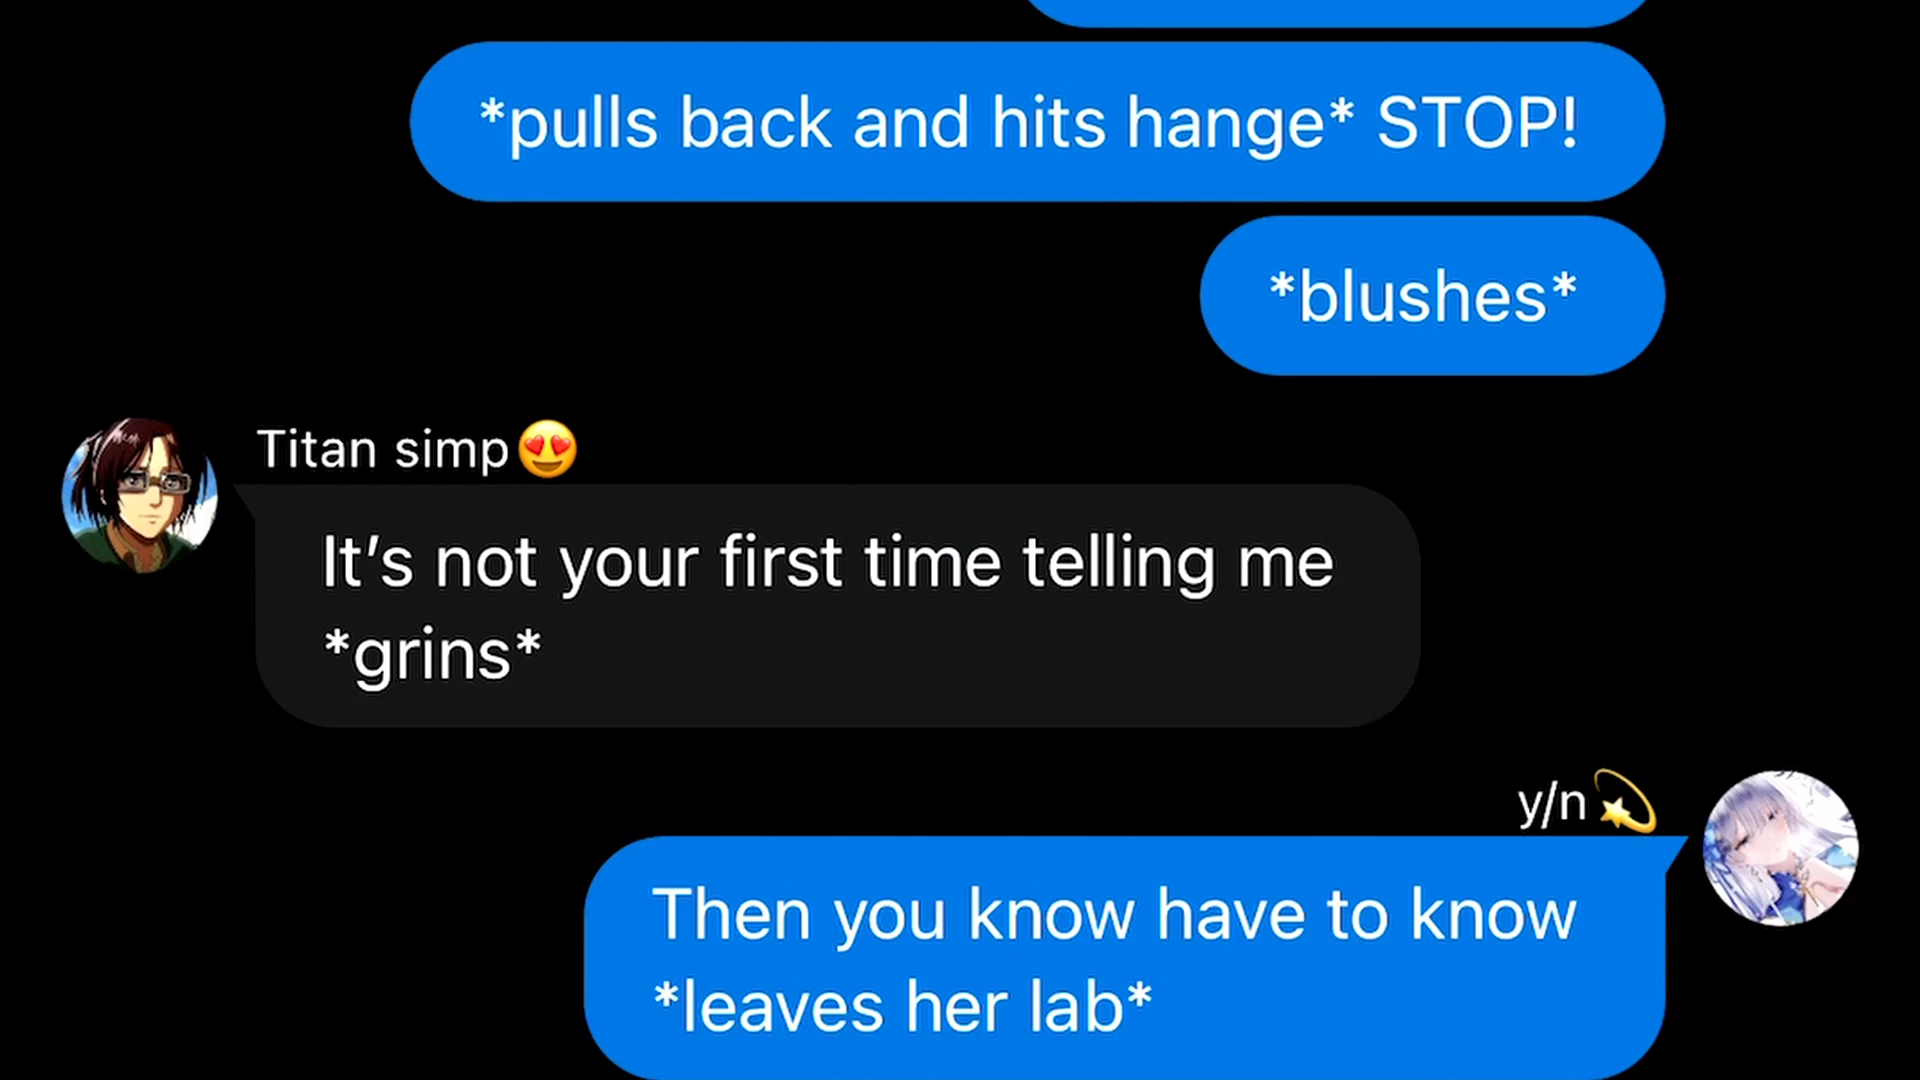 *pulls back and hits hange* STOP!
*blushes*
Titan simp😍
It’s not your first time telling me
*grins*
y/n💫
Then you know have to know
*leaves her lab*